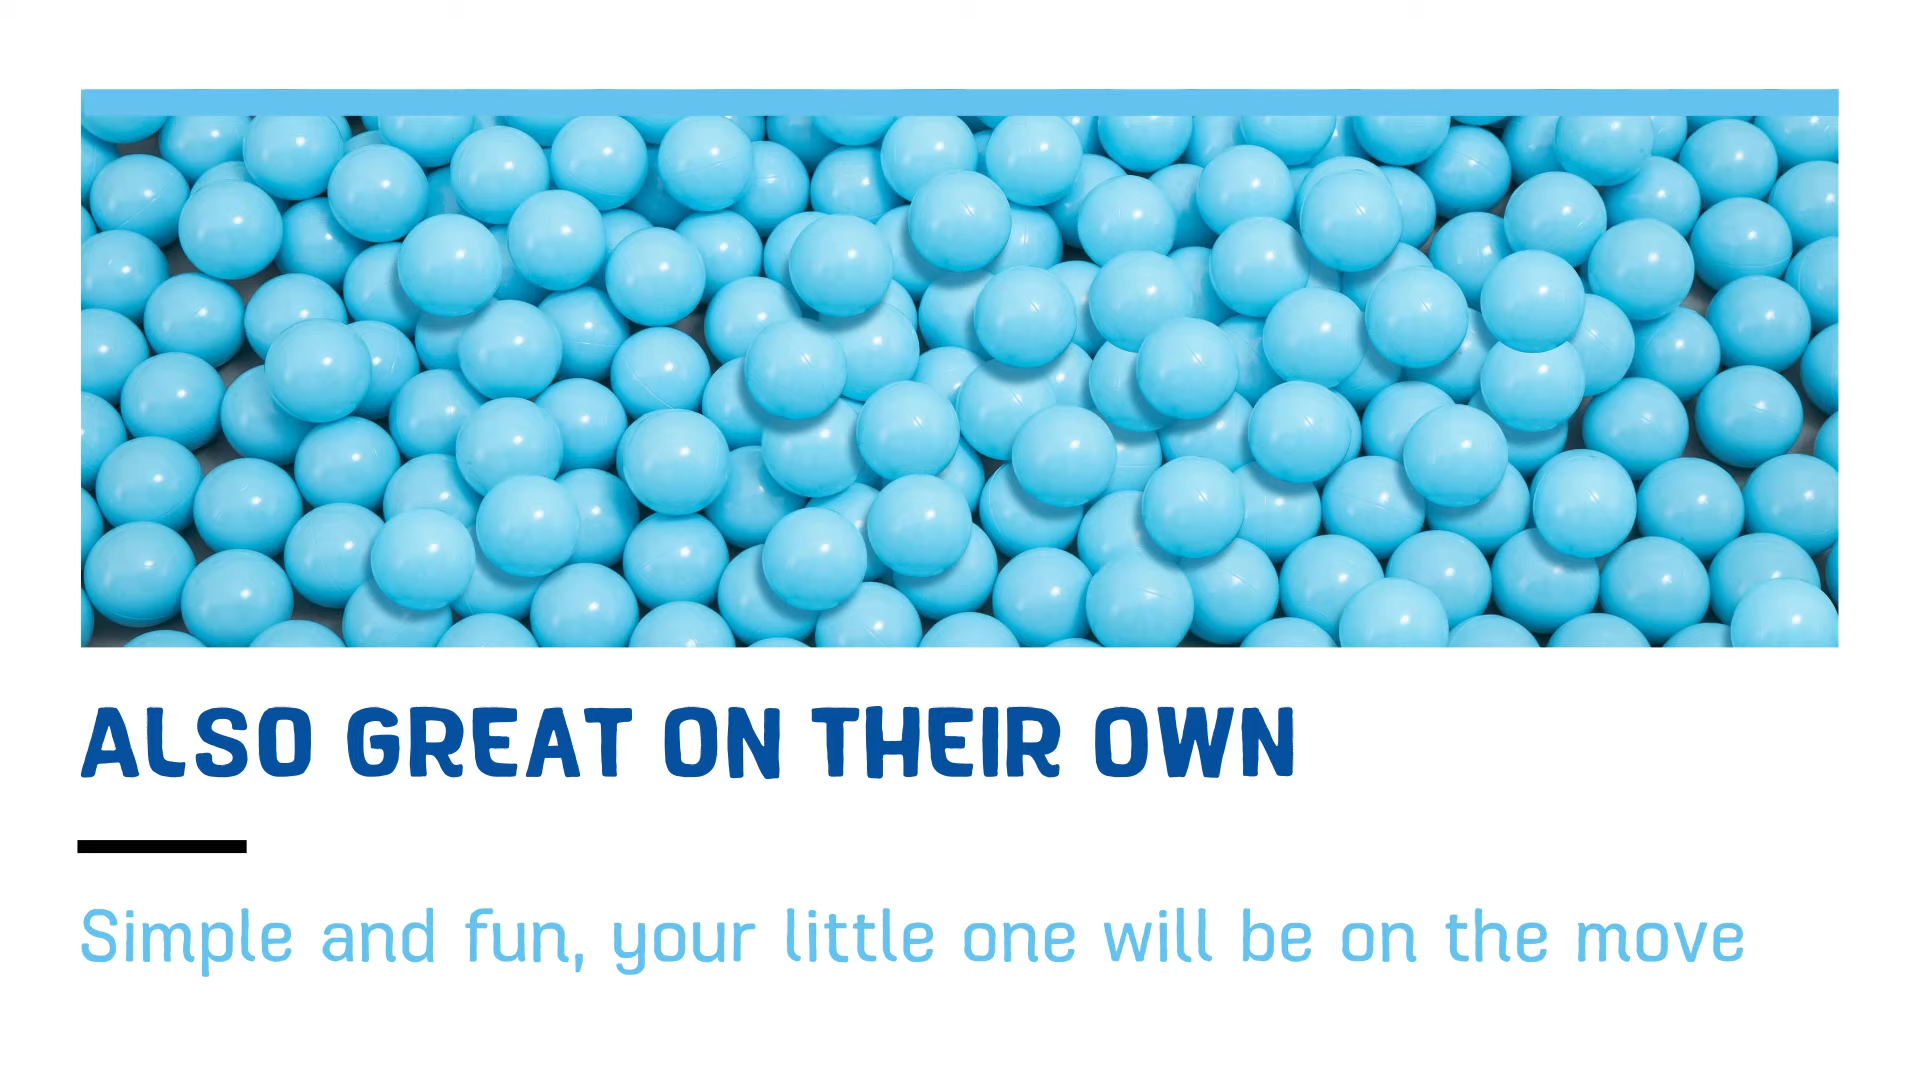 ALSO GREAT ON THEIR OWN
Simple and fun, your little one will be on the move